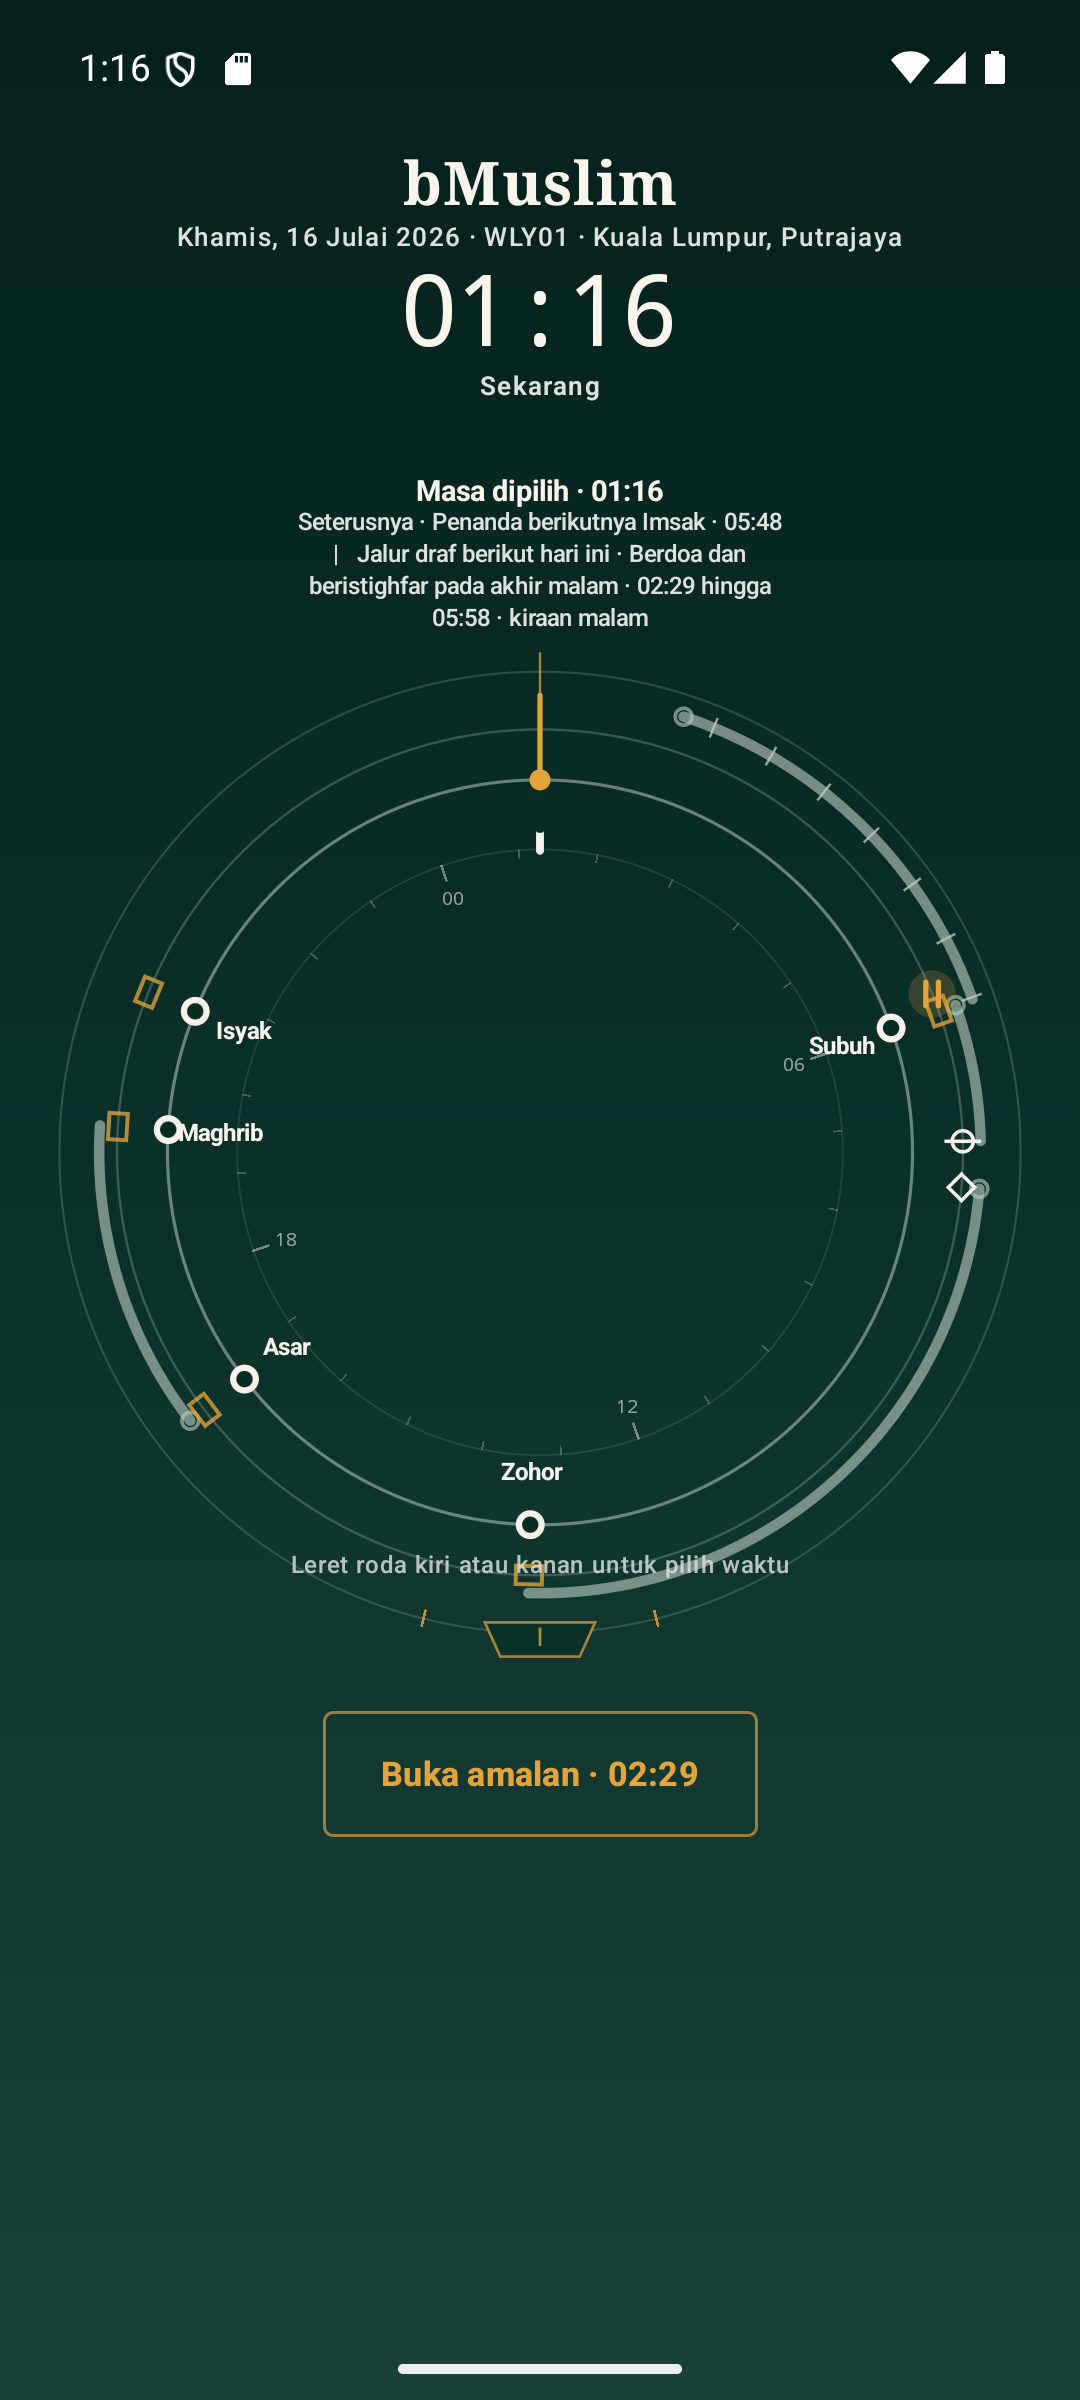 1:16
bMuslim
Khamis, 16 Julai 2026 · WLY01 · Kuala Lumpur, Putrajaya
01:16
Sekarang
Masa dipilih · 01:16
Seterusnya · Penanda berikutnya Imsak · 05:48
| Jalur draf berikut hari ini · Berdoa dan
beristighfar pada akhir malam · 02:29 hingga
05:58 · kiraan malam
00
Isyak
Subuh
06
Maghrib
18
Asar
12
Zohor
Leret roda kiri atau kanan untuk pilih waktu
Buka amalan · 02:29